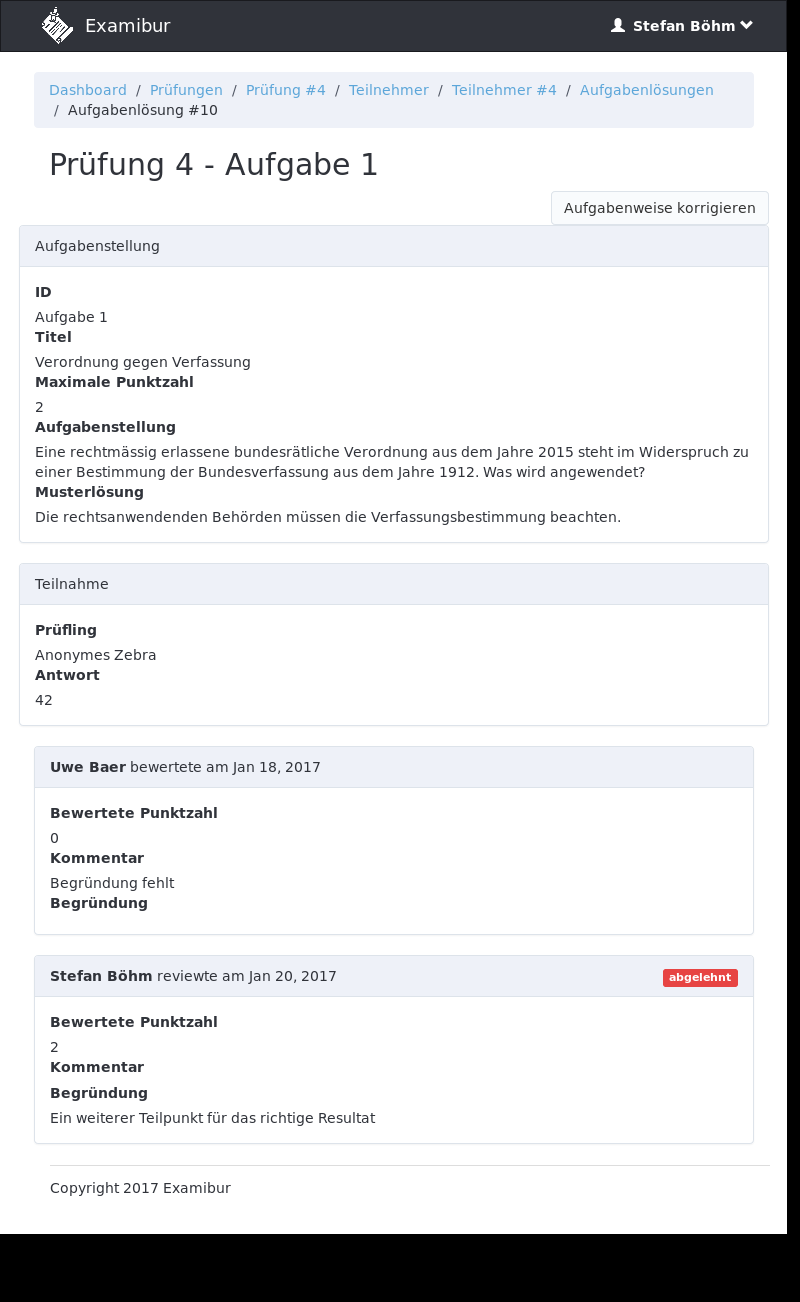 Examibur
Stefan Böhm
Dashboard / Prüfungen / Prüfung #4 / Teilnehmer / Teilnehmer #4 / Aufgabenlösungen
/ Aufgabenlösung #10
Prüfung 4 - Aufgabe 1
Aufgabenweise korrigieren
Aufgabenstellung
ID
Aufgabe 1
Titel
Verordnung gegen Verfassung
Maximale Punktzahl
2
Aufgabenstellung
Eine rechtmässig erlassene bundesrätliche Verordnung aus dem Jahre 2015 steht im Widerspruch zu
einer Bestimmung der Bundesverfassung aus dem Jahre 1912. Was wird angewendet?
Musterlösung
Die rechtsanwendenden Behörden müssen die Verfassungsbestimmung beachten.
Teilnahme
Prüfling
Anonymes Zebra
Antwort
42
Uwe Baer bewertete am Jan 18, 2017
Bewertete Punktzahl
0
Kommentar
Begründung fehlt
Begründung
Stefan Böhm reviewte am Jan 20, 2017 abgelehnt
Bewertete Punktzahl
2
Kommentar
Begründung
Ein weiterer Teilpunkt für das richtige Resultat
Copyright 2017 Examibur